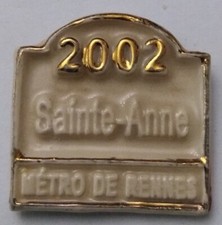 2002
Sainte-Anne
MÉTRO DE RENNES